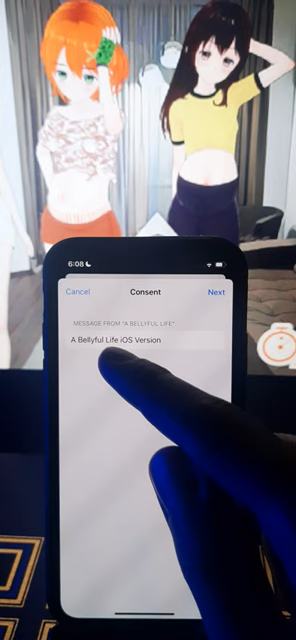 6:08
Cancel
Consent
Next
MESSAGE FROM "A BELLYFUL LIFE"
A Bellyful Life iOS Version